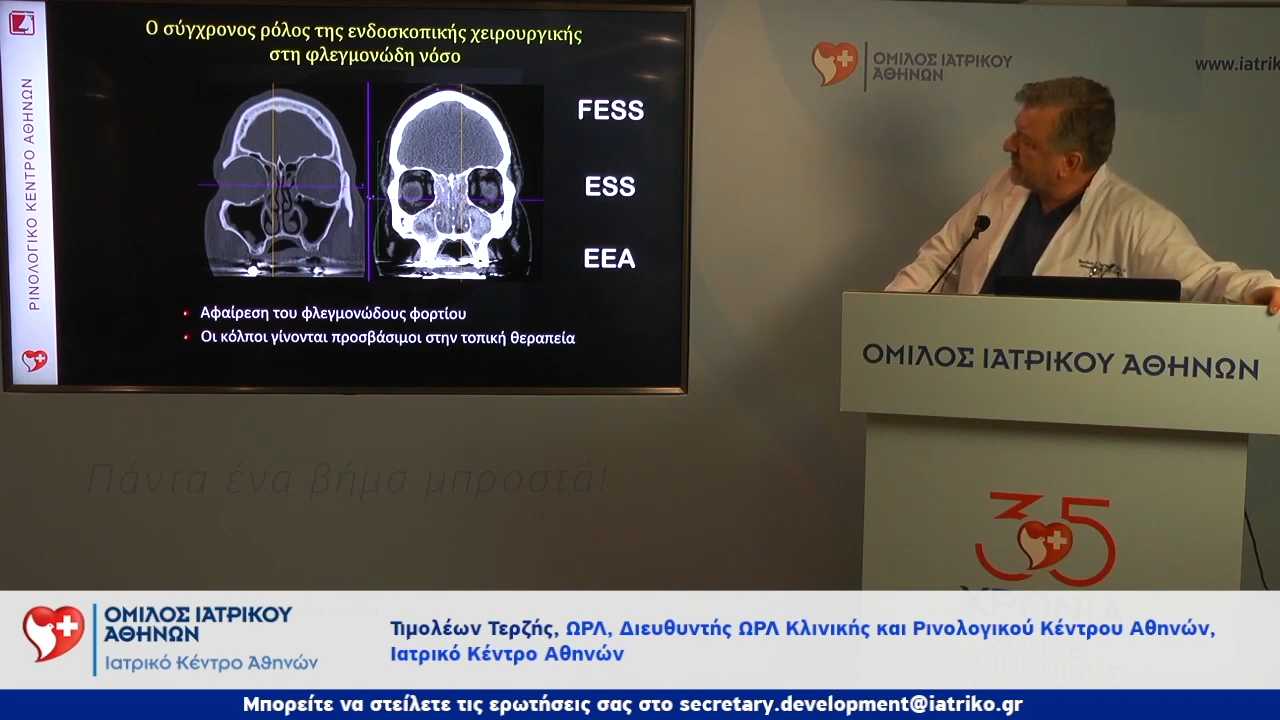 Ο σύγχρονος ρόλος της ενδοσκοπικής χειρουργικής
στη φλεγμονώδη νόσο
ΡΙΝΟΛΟΓΙΚΟ ΚΕΝΤΡΟ ΑΘΗΝΩΝ
FESS
ESS
EEA
• Αφαίρεση του φλεγμονώδους φορτίου
• Οι κόλποι γίνονται προσβάσιμοι στην τοπική θεραπεία
ΟΜΙΛΟΣ ΙΑΤΡΙΚΟΥ
ΑΘΗΝΩΝ
www.iatrik
ΟΜΙΛΟΣ ΙΑΤΡΙΚΟΥ ΑΘΗΝΩΝ
Πάντα ένα βήμα μπροστά!
35
ΧΡΟΝΙΑ
ΟΜΙΛΟΣ ΙΑΤΡΙΚΟΥ
ΑΘΗΝΩΝ
Ιατρικό Κέντρο Αθηνών
Τιμολέων Τερζής, ΩΡΛ, Διευθυντής ΩΡΛ Κλινικής και Ρινολογικού Κέντρου Αθηνών,
Ιατρικό Κέντρο Αθηνών
Μπορείτε να στείλετε τις ερωτήσεις σας στο secretary.development@iatriko.gr